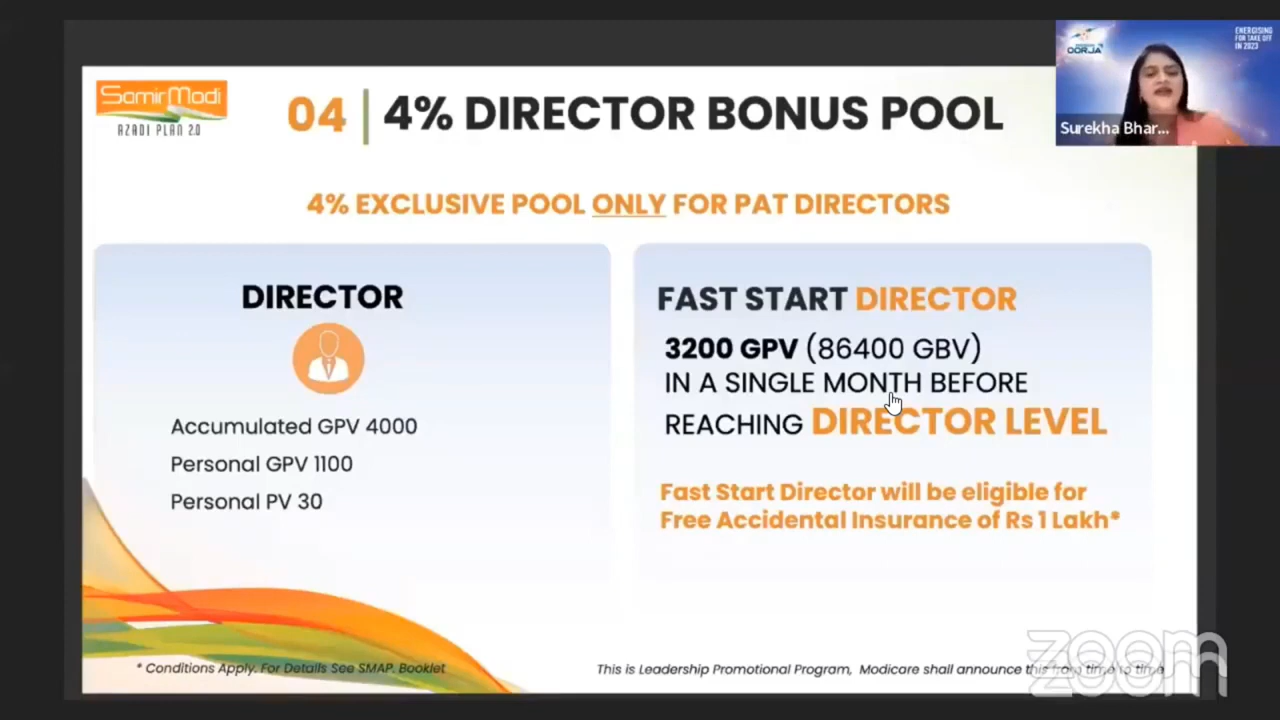 Samir Modi
AZADI PLAN 2.0
04 | 4% DIRECTOR BONUS POOL
ENERGISING
FOR TAKE OFF
IN 2023
OORJA
Surekha Bhar...
4% EXCLUSIVE POOL ONLY FOR PAT DIRECTORS
DIRECTOR
Accumulated GPV 4000
Personal GPV 1100
Personal PV 30
FAST START DIRECTOR
3200 GPV (86400 GBV)
IN A SINGLE MONTH BEFORE
REACHING DIRECTOR LEVEL
Fast Start Director will be eligible for
Free Accidental Insurance of Rs 1 Lakh*
* Conditions Apply. For Details See SMAP. Booklet
This is Leadership Promotional Program, Modicare shall announce this from time to time
zoom